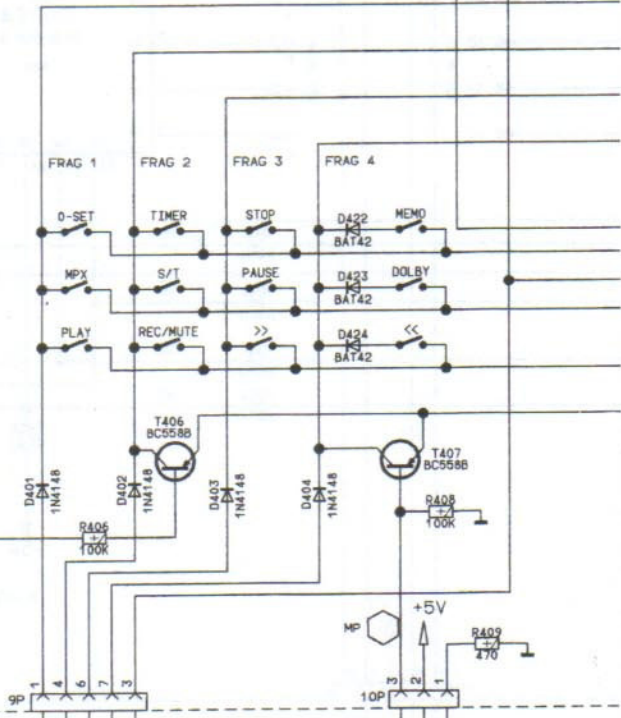 FRAG 1 FRAG 2 FRAG 3 FRAG 4
0-SET TIMER STOP D422 MEMO
BAT42
MPX S/T PAUSE D423 DOLBY
BAT42
PLAY REC/MUTE >> D424 <<
BAT42
T406
BC558B
T407
BC558B
D401 1N4148
D402 1N4148
D403 1N4148
D404 1N4148
R406
100K
R408
100K
MP
+5V
R409
470
9P 1 4 6 7 3
10P 3 2 1